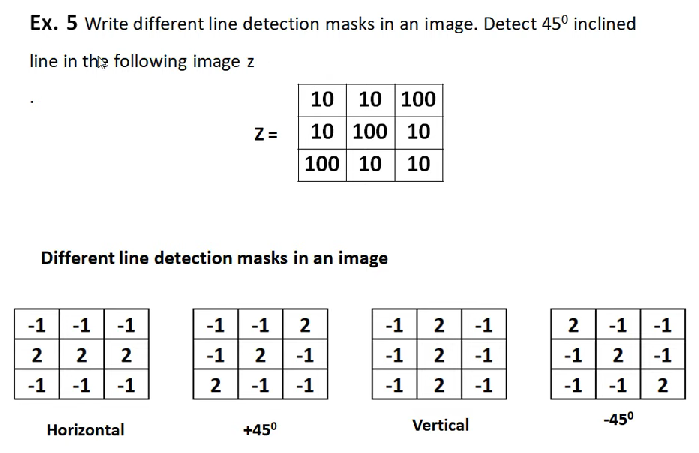 Ex. 5 Write different line detection masks in an image. Detect 45⁰ inclined
line in the following image z
.
10 10 100
Z = 10 100 10
100 10 10
Different line detection masks in an image
-1 -1 -1 -1 -1 2 -1 2 -1 2 -1 -1
2 2 2 -1 2 -1 -1 2 -1 -1 2 -1
-1 -1 -1 2 -1 -1 -1 2 -1 -1 -1 2
Horizontal +45⁰ Vertical -45⁰